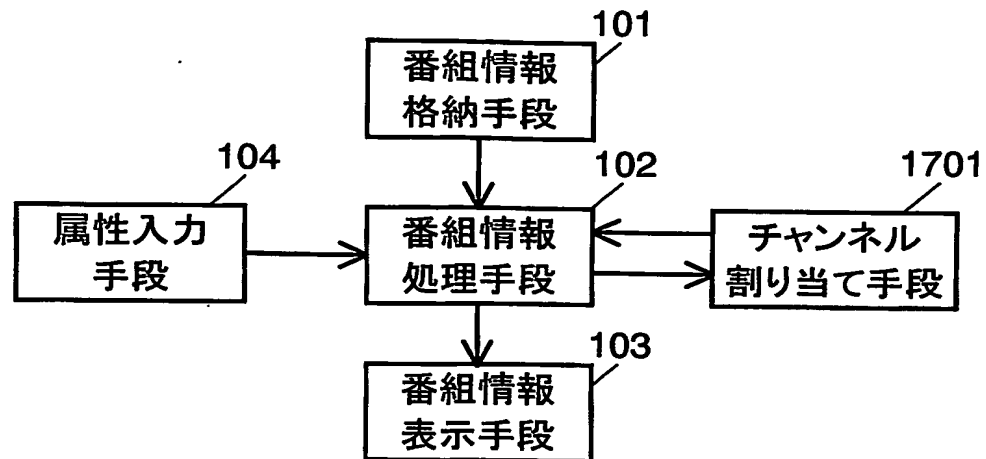 101
番組情報
格納手段
104
属性入力
手段
102
番組情報
処理手段
1701
チャンネル
割り当て手段
103
番組情報
表示手段